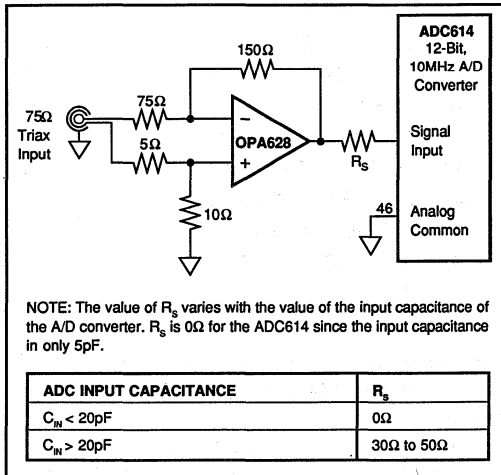 ADC614
12-Bit,
10MHz A/D
Converter
150Ω
75Ω
Triax
Input
75Ω
5Ω
–
+
OPA628
R_S
Signal
Input
10Ω
46
Analog
Common
NOTE: The value of R_S varies with the value of the input capacitance of
the A/D converter. R_S is 0Ω for the ADC614 since the input capacitance
in only 5pF.
ADC INPUT CAPACITANCE R_S
C_IN < 20pF 0Ω
C_IN > 20pF 30Ω to 50Ω